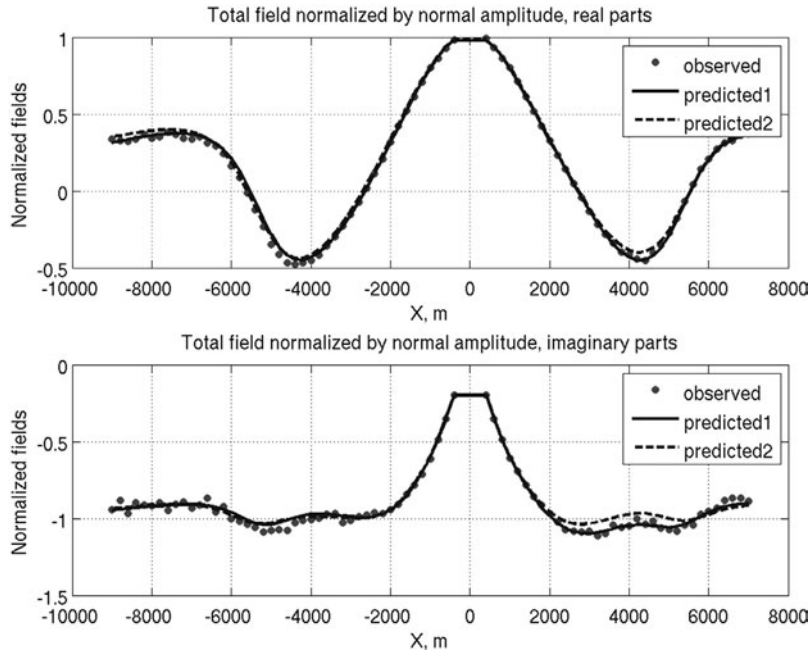 Total field normalized by normal amplitude, real parts
1
0.5
0
-0.5
Normalized fields
observed
predicted1
predicted2
-10000 -8000 -6000 -4000 -2000 0 2000 4000 6000 8000
X, m
Total field normalized by normal amplitude, imaginary parts
0
-0.5
-1
-1.5
Normalized fields
observed
predicted1
predicted2
-10000 -8000 -6000 -4000 -2000 0 2000 4000 6000 8000
X, m